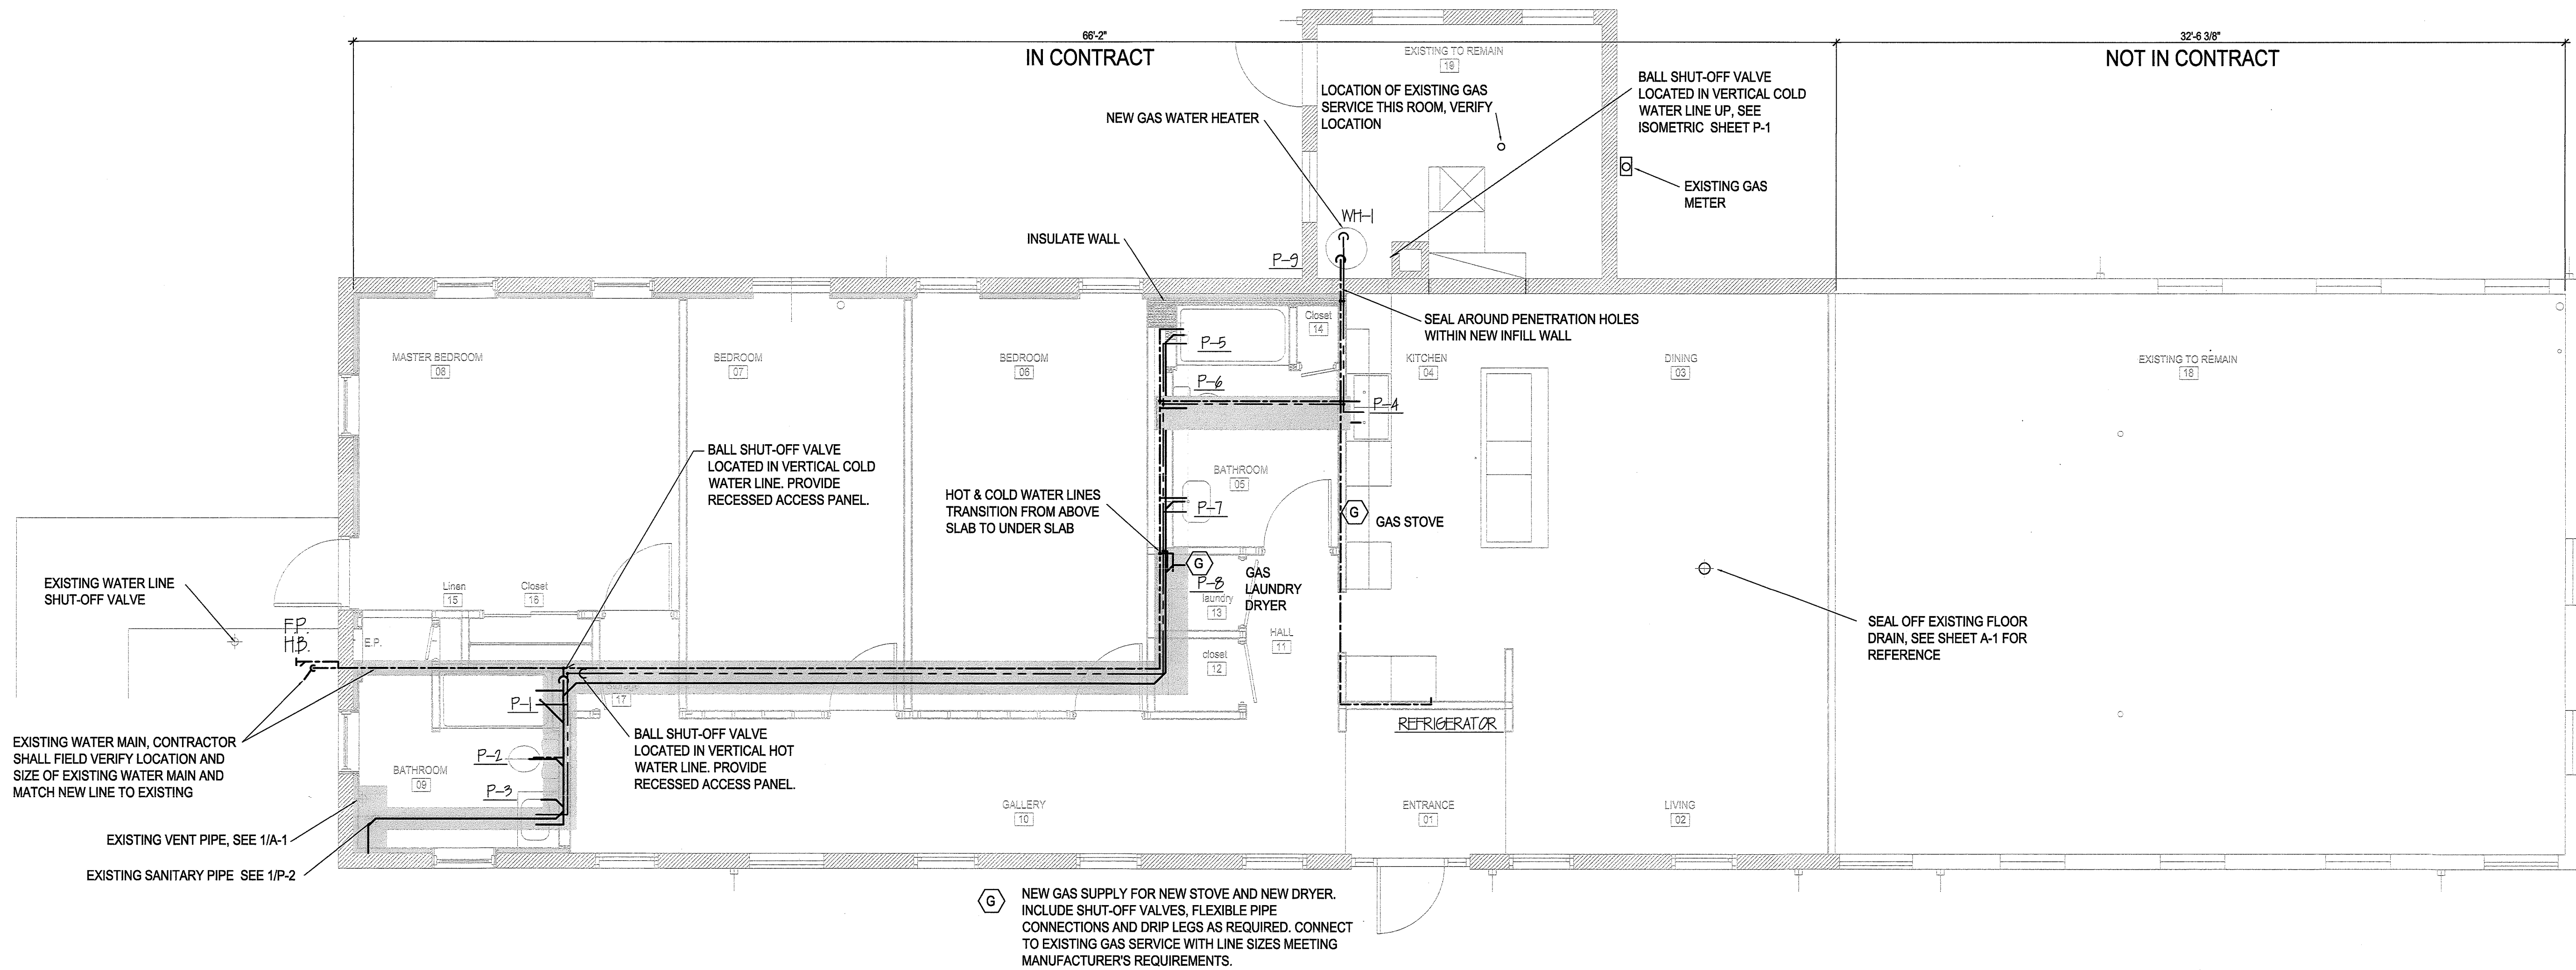 66'-2"
IN CONTRACT
32'-6 3/8"
NOT IN CONTRACT
EXISTING TO REMAIN
19
LOCATION OF EXISTING GAS
SERVICE THIS ROOM, VERIFY
LOCATION
BALL SHUT-OFF VALVE
LOCATED IN VERTICAL COLD
WATER LINE UP, SEE
ISOMETRIC SHEET P-1
NEW GAS WATER HEATER
EXISTING GAS
METER
WH-1
INSULATE WALL
P-9
SEAL AROUND PENETRATION HOLES
WITHIN NEW INFILL WALL
Closet
14
P-5
MASTER BEDROOM
08
BEDROOM
07
BEDROOM
06
KITCHEN
04
DINING
03
EXISTING TO REMAIN
18
P-6
P-4
BALL SHUT-OFF VALVE
LOCATED IN VERTICAL COLD
WATER LINE. PROVIDE
RECESSED ACCESS PANEL.
BATHROOM
05
HOT & COLD WATER LINES
TRANSITION FROM ABOVE
SLAB TO UNDER SLAB
P-7
G
GAS STOVE
G
P-8
laundry
13
GAS
LAUNDRY
DRYER
EXISTING WATER LINE
SHUT-OFF VALVE
Linen
15
Closet
16
F.P.
H.B.
E.P.
HALL
11
closet
12
SEAL OFF EXISTING FLOOR
DRAIN, SEE SHEET A-1 FOR
REFERENCE
17
P-1
REFRIGERATOR
EXISTING WATER MAIN, CONTRACTOR
SHALL FIELD VERIFY LOCATION AND
SIZE OF EXISTING WATER MAIN AND
MATCH NEW LINE TO EXISTING
BALL SHUT-OFF VALVE
LOCATED IN VERTICAL HOT
WATER LINE. PROVIDE
RECESSED ACCESS PANEL.
P-2
BATHROOM
09
P-3
GALLERY
10
ENTRANCE
01
LIVING
02
EXISTING VENT PIPE, SEE 1/A-1
EXISTING SANITARY PIPE SEE 1/P-2
G
NEW GAS SUPPLY FOR NEW STOVE AND NEW DRYER.
INCLUDE SHUT-OFF VALVES, FLEXIBLE PIPE
CONNECTIONS AND DRIP LEGS AS REQUIRED. CONNECT
TO EXISTING GAS SERVICE WITH LINE SIZES MEETING
MANUFACTURER'S REQUIREMENTS.